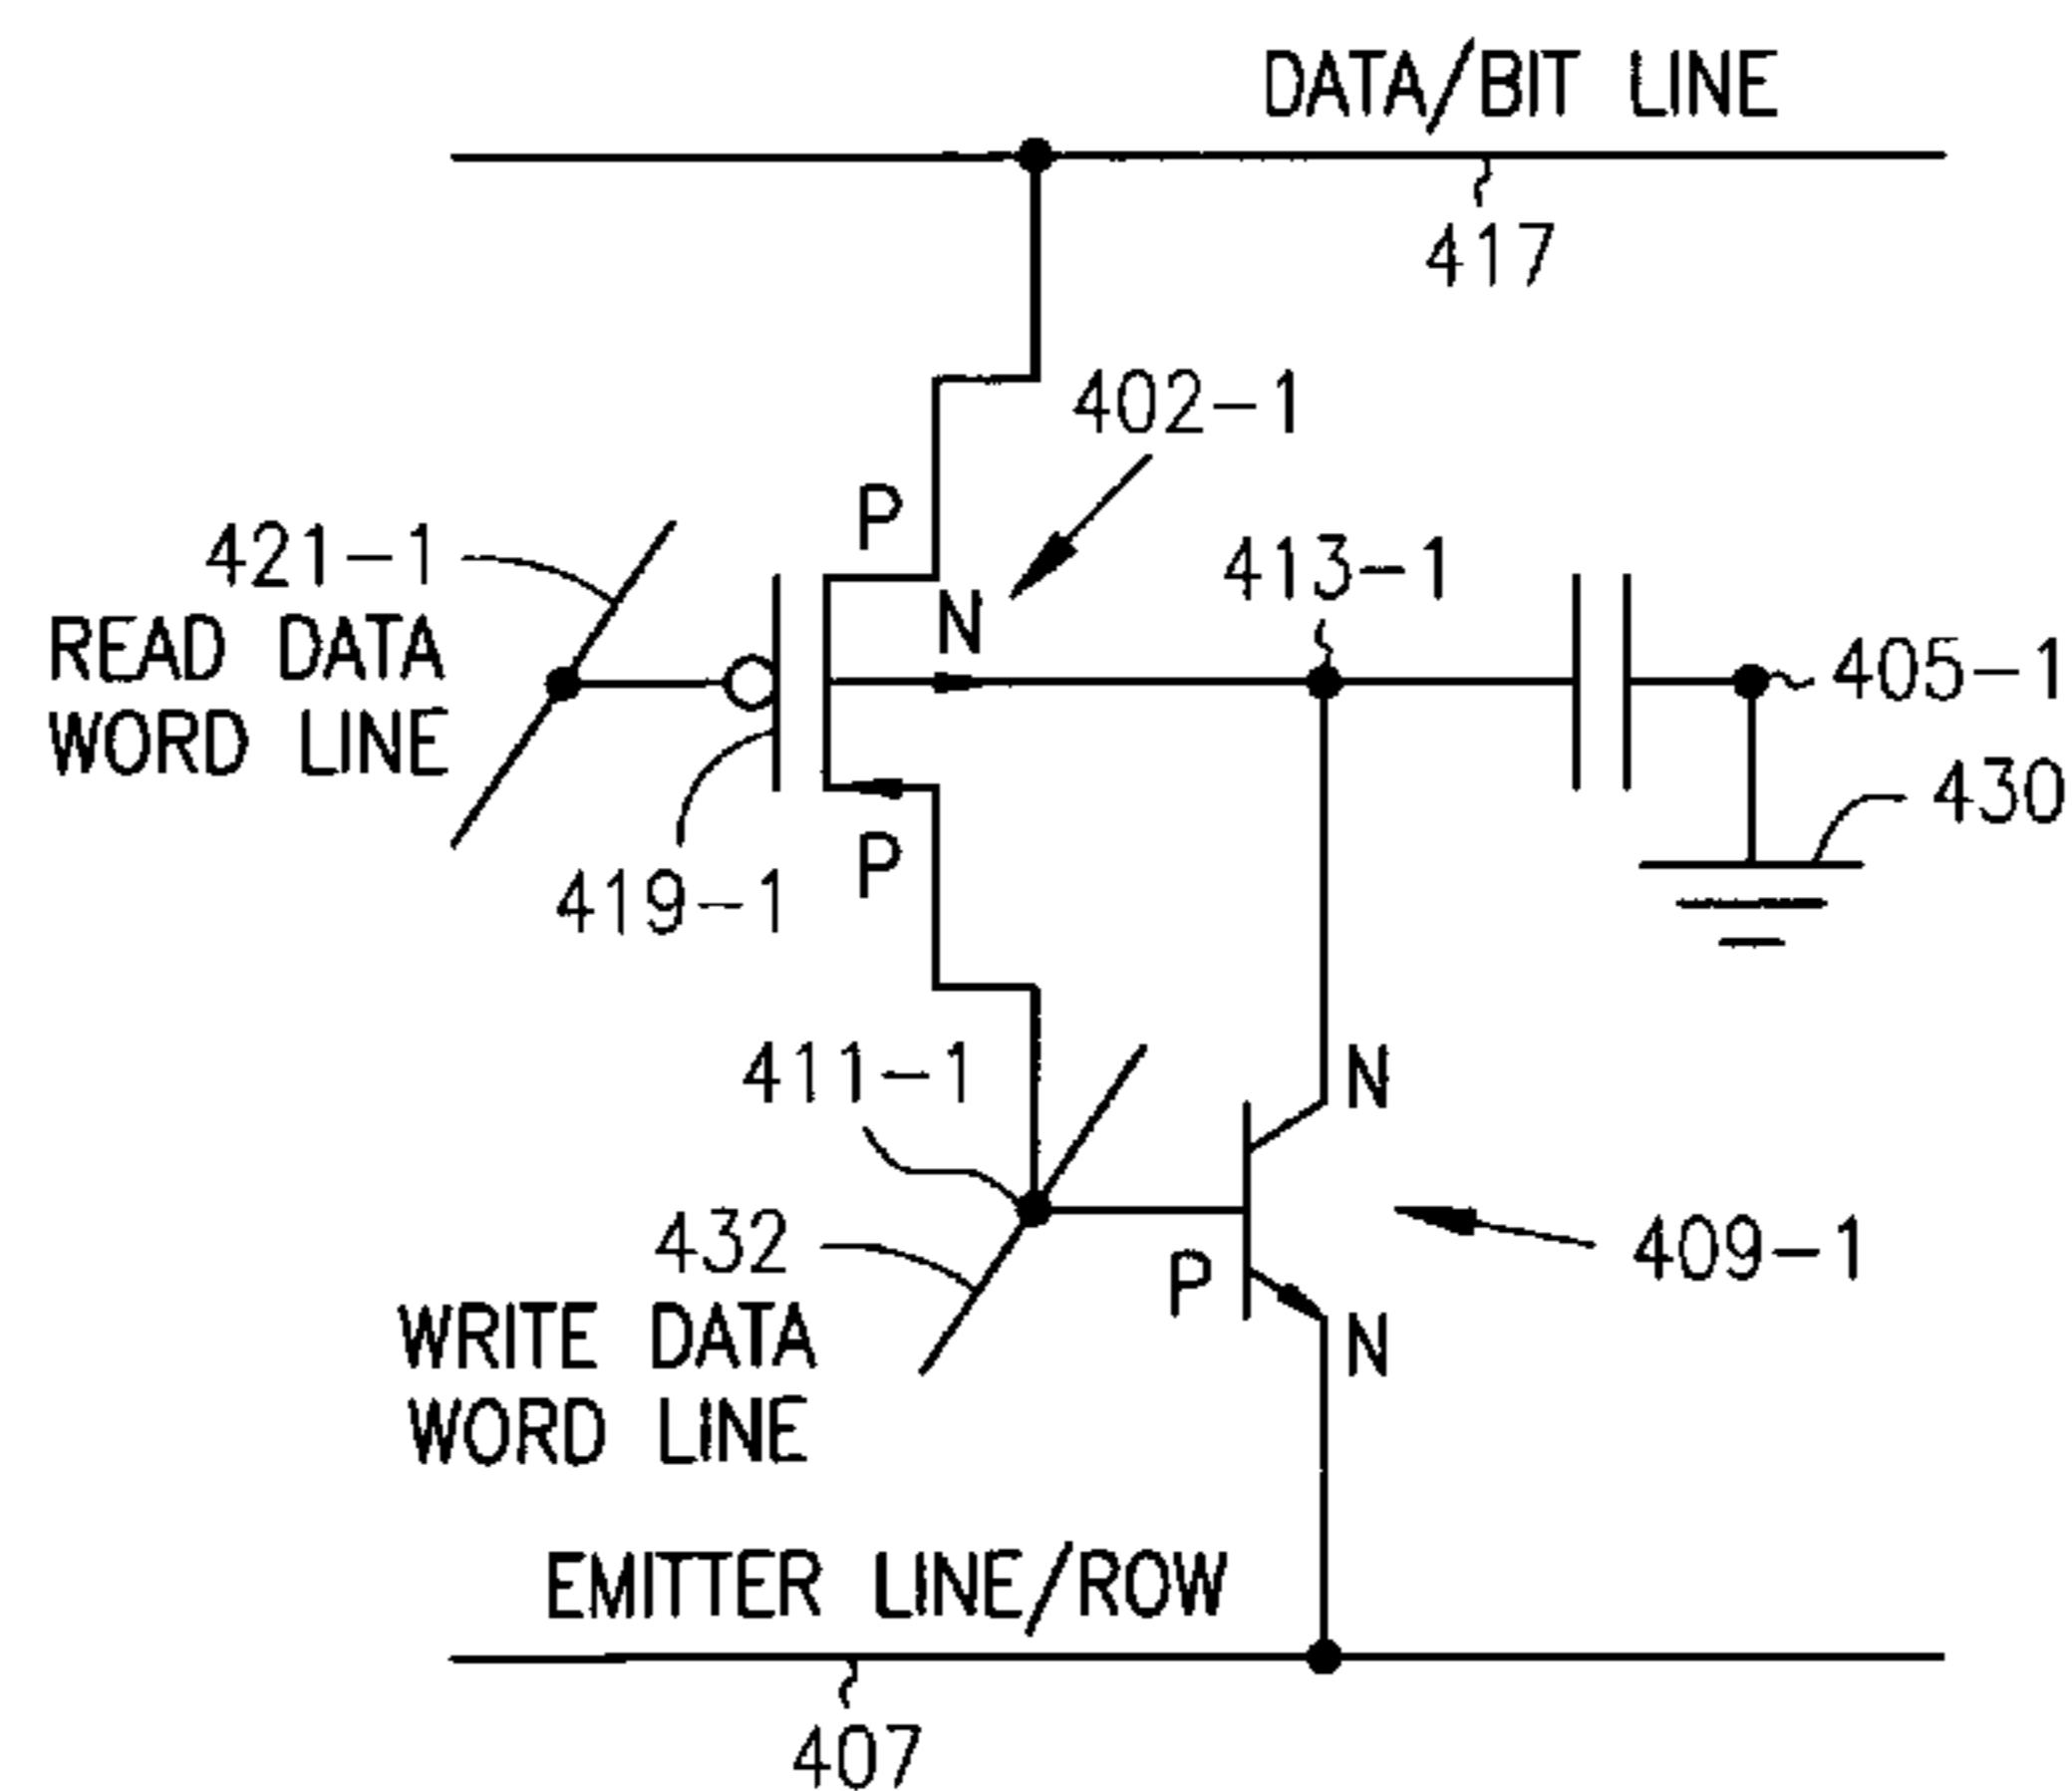 DATA/BIT LINE
417
402-1
P
421-1
413-1
N
READ DATA
WORD LINE
405-1
430
P
419-1
411-1
N
432
409-1
P
WRITE DATA
WORD LINE
N
EMITTER LINE/ROW
407